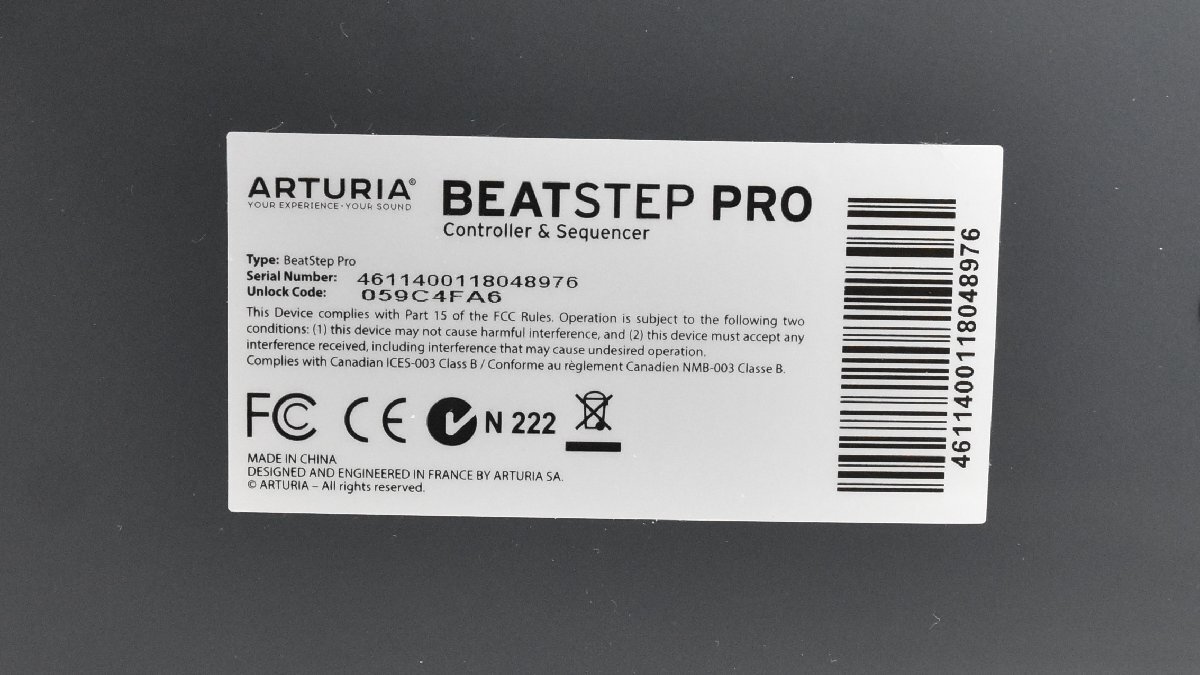 ARTURIA®
YOUR EXPERIENCE · YOUR SOUND
BEATSTEP PRO
Controller & Sequencer
Type: BeatStep Pro
Serial Number: 4611400118048976
Unlock Code: 059C4FA6
This Device complies with Part 15 of the FCC Rules. Operation is subject to the following two
conditions: (1) this device may not cause harmful interference, and (2) this device must accept any
interference received, including interference that may cause undesired operation.
Complies with Canadian ICES-003 Class B / Conforme au règlement Canadien NMB-003 Classe B.
FC CE N 222
MADE IN CHINA
DESIGNED AND ENGINEERED IN FRANCE BY ARTURIA SA.
© ARTURIA – All rights reserved.
4611400118048976